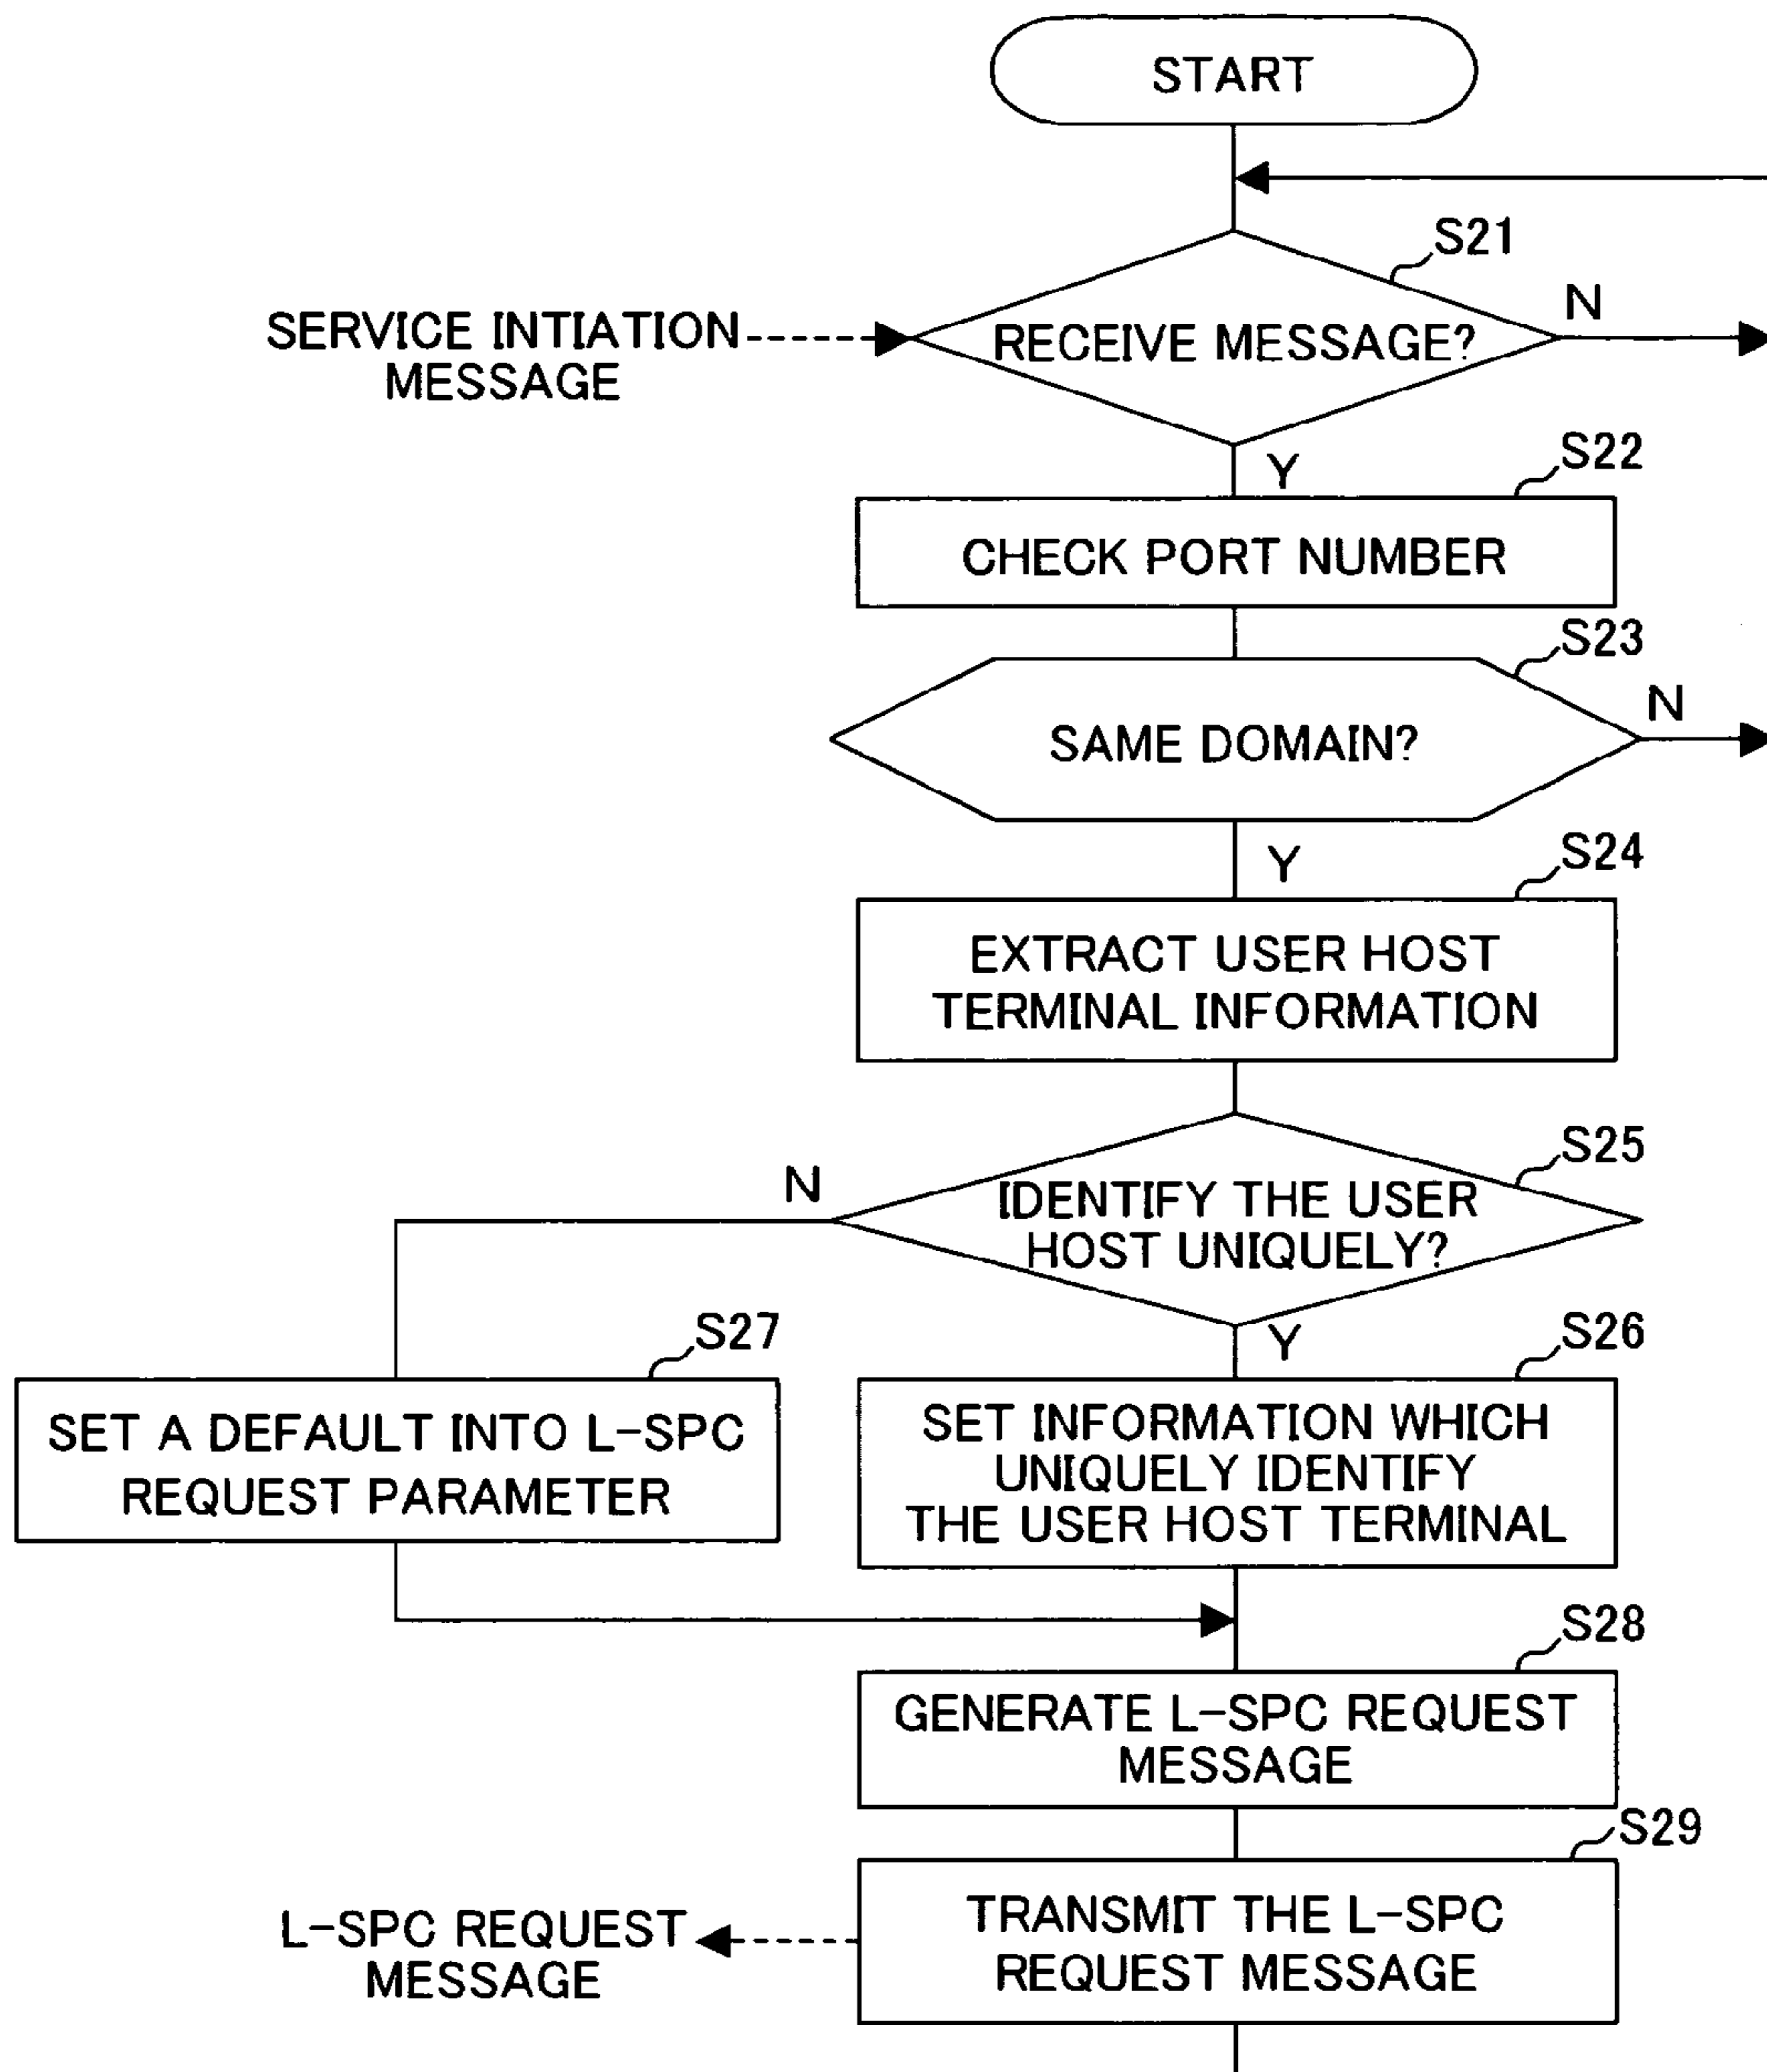 START
S21
N
SERVICE INTIATION
MESSAGE
RECEIVE MESSAGE?
Y
S22
CHECK PORT NUMBER
S23
N
SAME DOMAIN?
Y
S24
EXTRACT USER HOST
TERMINAL INFORMATION
S25
N
IDENTIFY THE USER
HOST UNIQUELY?
Y
S27
S26
SET A DEFAULT INTO L-SPC
REQUEST PARAMETER
SET INFORMATION WHICH
UNIQUELY IDENTIFY
THE USER HOST TERMINAL
S28
GENERATE L-SPC REQUEST
MESSAGE
S29
TRANSMIT THE L-SPC
REQUEST MESSAGE
L-SPC REQUEST
MESSAGE